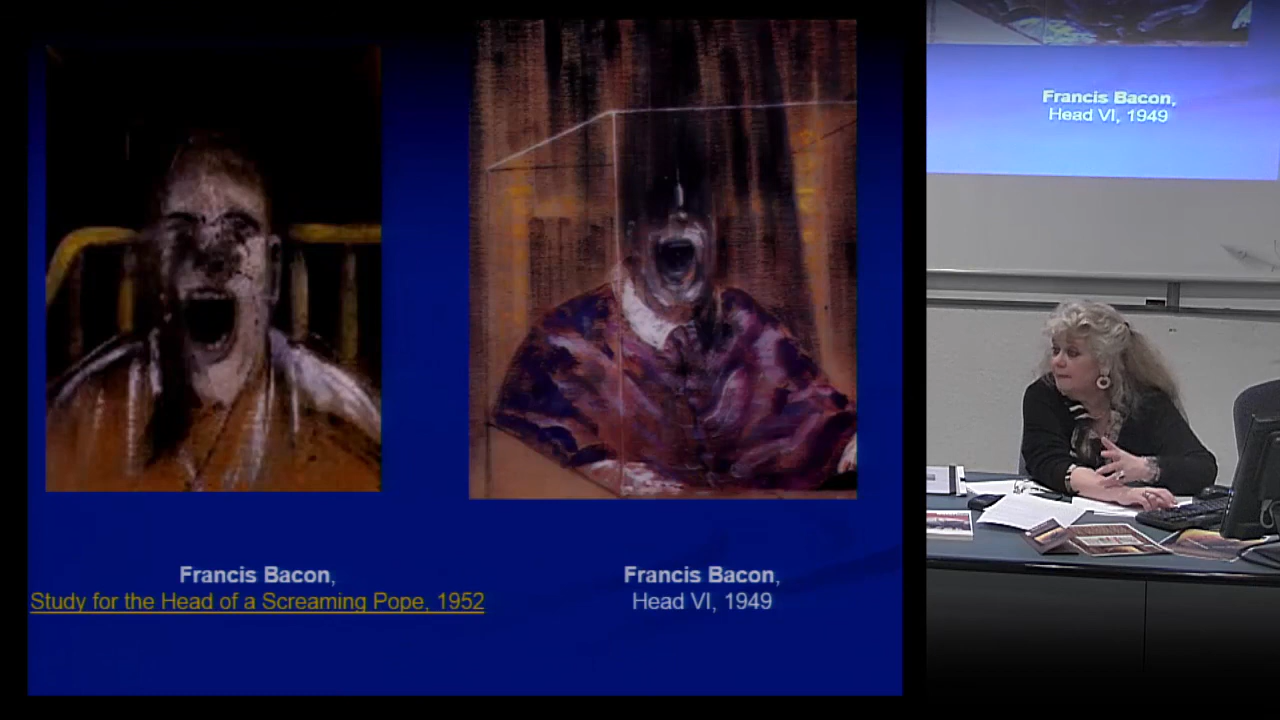 Francis Bacon,
Study for the Head of a Screaming Pope, 1952
Francis Bacon,
Head VI, 1949
Francis Bacon,
Head VI, 1949